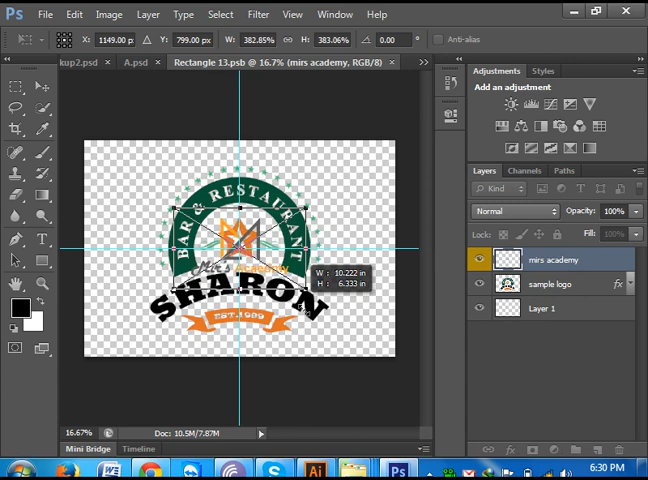 Ps File Edit Image Layer Type Select Filter View Window Help
X: 1149.00 px Y: 799.00 px W: 382.85% H: 383.06% 0.00 ° Anti-alias
kup2.psd × A.psd × Rectangle 13.psb @ 16.7% (mirs academy, RGB/8) ×
Adjustments Styles
Add an adjustment
Layers Channels Paths
Kind
Normal Opacity: 100%
Lock: Fill: 100%
mirs academy
sample logo fx
Layer 1
BAR & RESTAURANT
Mir's Academy
W : 10.222 in
H : 6.333 in
SHARON
EST.1989
16.67% Doc: 10.5M/7.87M
Mini Bridge Timeline
6:30 PM